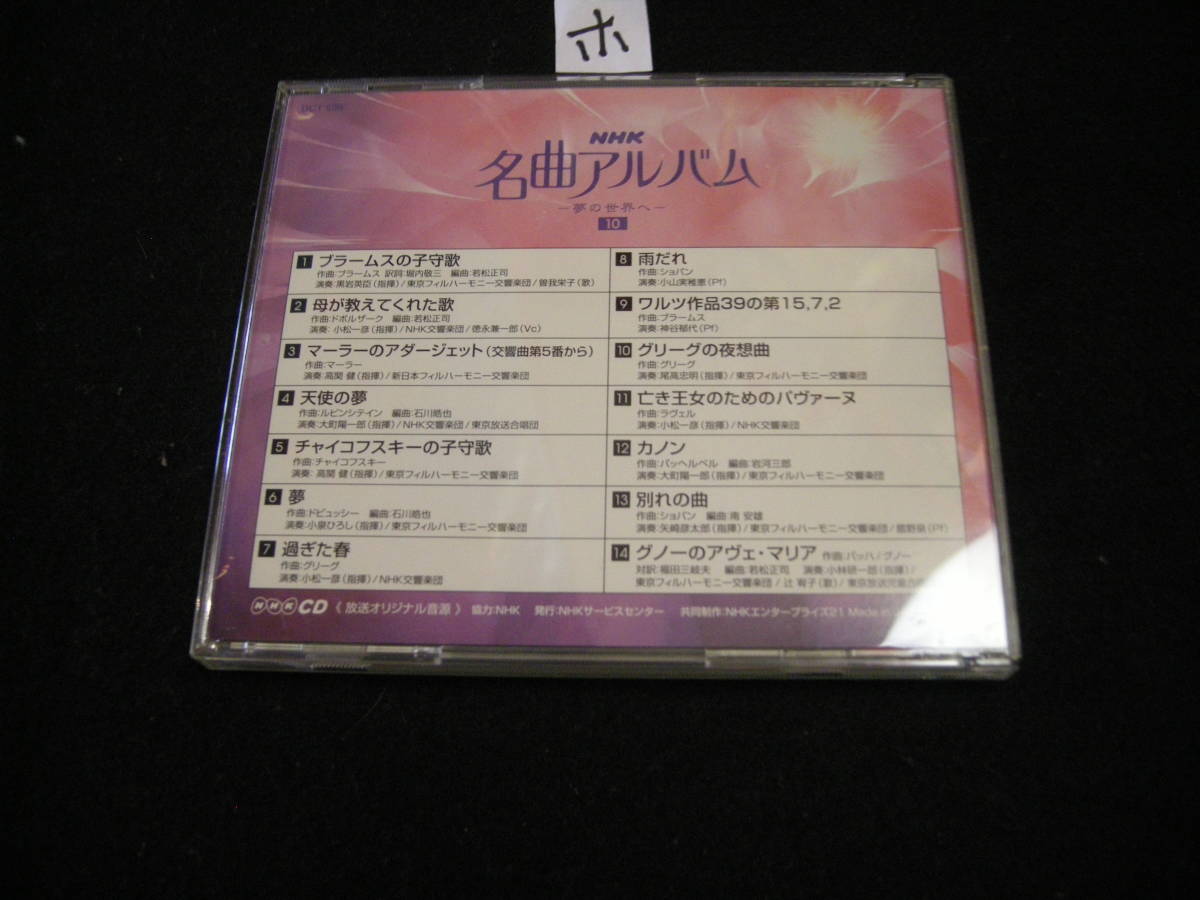 ホ
NHK
名曲アルバム
－夢の世界へ－
10
1 ブラームスの子守歌
作曲:ブラームス 訳詞:堀内敬三 編曲:若松正司
演奏:黒岩英臣(指揮)/東京フィルハーモニー交響楽団/曽我栄子(歌)
2 母が教えてくれた歌
作曲:ドボルザーク 編曲:若松正司
演奏:小松一彦(指揮)/NHK交響楽団/徳永兼一郎(Vc)
3 マーラーのアダージェット(交響曲第5番から)
作曲:マーラー
演奏:高関 健(指揮)/新日本フィルハーモニー交響楽団
4 天使の夢
作曲:ルビンシテイン 編曲:石川皓也
演奏:大町陽一郎(指揮)/NHK交響楽団/東京放送合唱団
5 チャイコフスキーの子守歌
作曲:チャイコフスキー
演奏:高関 健(指揮)/東京フィルハーモニー交響楽団
6 夢
作曲:ドビュッシー 編曲:石川皓也
演奏:小泉ひろし(指揮)/東京フィルハーモニー交響楽団
7 過ぎた春
作曲:グリーグ
演奏:小松一彦(指揮)/NHK交響楽団
8 雨だれ
作曲:ショパン
演奏:小山実稚恵(Pf)
9 ワルツ作品39の第15,7,2
作曲:ブラームス
演奏:神谷郁代(Pf)
10 グリーグの夜想曲
作曲:グリーグ
演奏:尾高忠明(指揮)/東京フィルハーモニー交響楽団
11 亡き王女のためのパヴァーヌ
作曲:ラヴェル
演奏:小松一彦(指揮)/NHK交響楽団
12 カノン
作曲:パッヘルベル 編曲:岩河三郎
演奏:大町陽一郎(指揮)/東京フィルハーモニー交響楽団
13 別れの曲
作曲:ショパン 編曲:南 安雄
演奏:矢崎彦太郎(指揮)/東京フィルハーモニー交響楽団/舘野泉(Pf)
14 グノーのアヴェ・マリア 作曲:バッハ/グノー
対訳:福田三岐夫 編曲:若松正司 演奏:小林研一郎(指揮)/
東京フィルハーモニー交響楽団/辻 宥子(歌)/東京放送児童合
NHK CD 《放送オリジナル音源》 協力:NHK 発行:NHKサービスセンター 共同制作:NHKエンタープライズ21 Made in